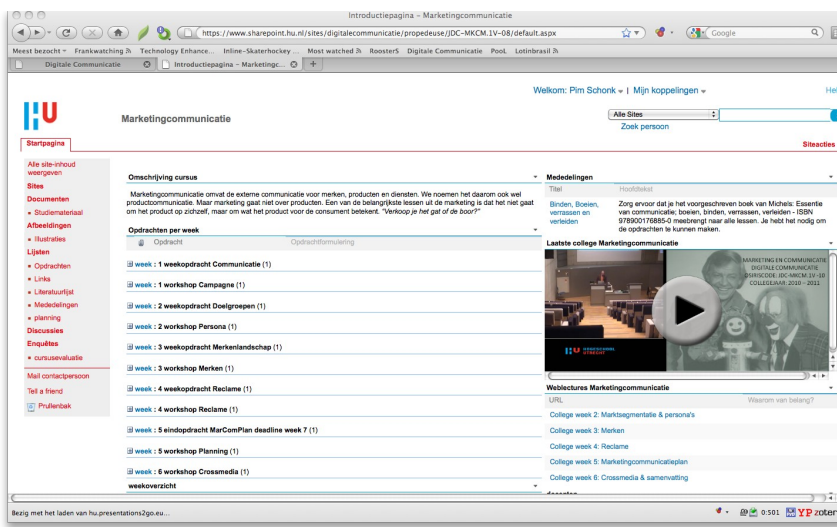 Introductiepagina – Marketingcommunicatie
https://www.sharepoint.hu.nl/sites/digitalecommunicatie/propedeuse/JDC-MKCM.1V-08/default.aspx
Google
Meest bezocht Frankwatching Technology Enhance... Inline-Skaterhockey ... Most watched RoosterS Digitale Communicatie PooL Lotinbrasil
Digitale Communicatie Introductiepagina – Marketingc... +
Welkom: Pim Schonk | Mijn koppelingen
HU
Marketingcommunicatie
Alle Sites
Zoek persoon
Startpagina
Siteacties
Alle site-inhoud weergeven
Sites
Documenten
Studiemateriaal
Afbeeldingen
Illustraties
Lijsten
Opdrachten
Links
Literatuurlijst
Mededelingen
planning
Discussies
Enquêtes
cursusevaluatie
Mail contactpersoon
Tell a friend
Prullenbak
Omschrijving cursus
Marketingcommunicatie omvat de externe communicatie voor merken, producten en diensten. We noemen het daarom ook wel
productcommunicatie. Maar marketing gaat niet over producten. Een van de belangrijkste lessen uit de marketing is dat het niet gaat
om het product op zichzelf, maar om wat het product voor de consument betekent. "Verkoop je het gat of de boor?"
Opdrachten per week
Opdracht Opdrachtformulering
week : 1 weekopdracht Communicatie (1)
week : 1 workshop Campagne (1)
week : 2 weekopdracht Doelgroepen (1)
week : 2 workshop Persona (1)
week : 3 weekopdracht Merkenlandschap (1)
week : 3 workshop Merken (1)
week : 4 weekopdracht Reclame (1)
week : 4 workshop Reclame (1)
week : 5 eindopdracht MarComPlan deadline week 7 (1)
week : 5 workshop Planning (1)
week : 6 workshop Crossmedia (1)
weekoverzicht
Mededelingen
Titel Hoofdtekst
Binden, Boeien, verrassen en verleiden
Zorg ervoor dat je het voorgeschreven boek van Michels: Essentie
van communicatie; boeien, binden, verrassen, verleiden - ISBN
978900176885-0 meebrengt naar alle lessen. Je hebt het nodig om
de opdrachten te kunnen maken.
Laatste college Marketingcommunicatie
MARKETING EN COMMUNICATIE
DIGITALE COMMUNICATIE
OSIRISCODE: JDC-MKCM.1V-10
COLLEGEJAAR: 2010 - 2011
HU HOGESCHOOL
UTRECHT
Weblectures Marketingcommunicatie
URL Waarom van belang?
College week 2: Marktsegmentatie & persona's
College week 3: Merken
College week 4: Reclame
College week 5: Marketingcommunicatieplan
College week 6: Crossmedia & samenvatting
Bezig met het laden van hu.presentations2go.eu...
0:501 YP zoter